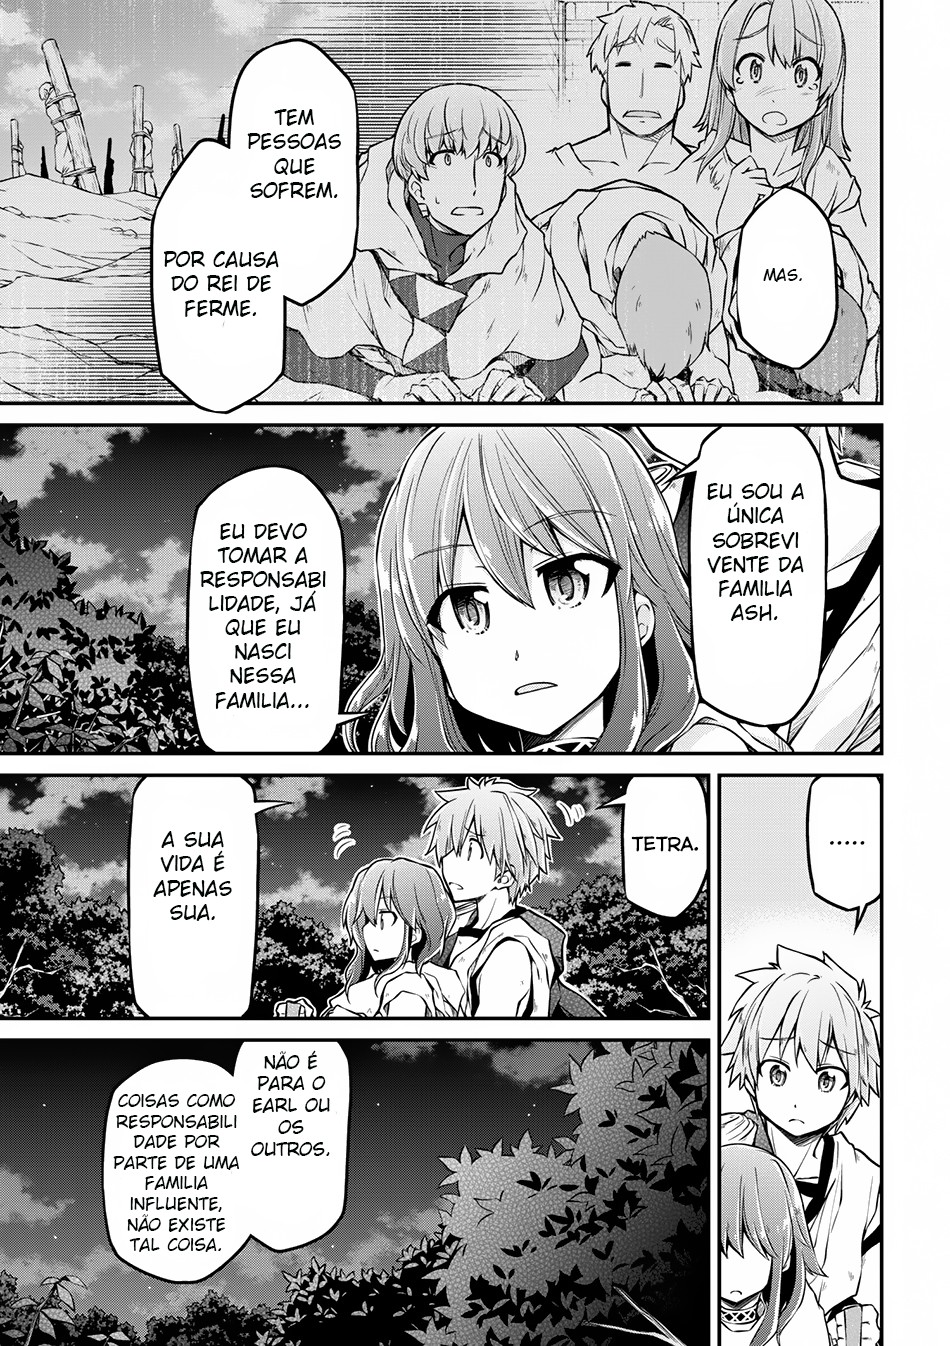 MAS.
TEM
PESSOAS
QUE
SOFREM.
POR CAUSA
DO REI DE
FERME.
EU SOU A
ÚNICA
SOBREVI
VENTE DA
FAMILIA
ASH.
EU DEVO
TOMAR A
RESPONSABI
LIDADE, JÁ
QUE EU
NASCI
NESSA
FAMILIA...
.....
TETRA.
A SUA
VIDA É
APENAS
SUA.
NÃO É
PARA O
EARL OU
OS
OUTROS.
COISAS COMO
RESPONSABILI
DADE POR
PARTE DE UMA
FAMILIA
INFLUENTE,
NÃO EXISTE
TAL COISA.